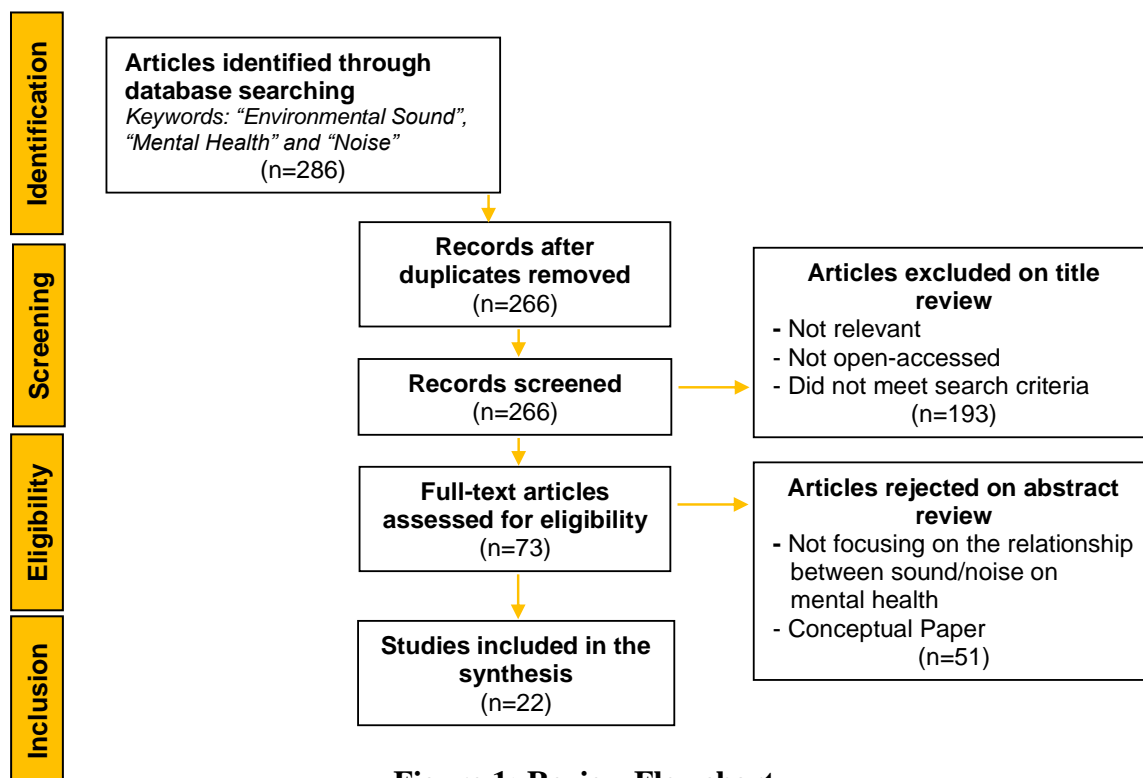 Identification
Articles identified through
database searching
Keywords: “Environmental Sound”,
“Mental Health” and “Noise”
(n=286)
Screening
Records after
duplicates removed
(n=266)
Records screened
(n=266)
Articles excluded on title
review
- Not relevant
- Not open-accessed
- Did not meet search criteria
(n=193)
Eligibility
Full-text articles
assessed for eligibility
(n=73)
Articles rejected on abstract
review
- Not focusing on the relationship
between sound/noise on
mental health
- Conceptual Paper
(n=51)
Inclusion
Studies included in the
synthesis
(n=22)
Figure 1: Review Flowchart